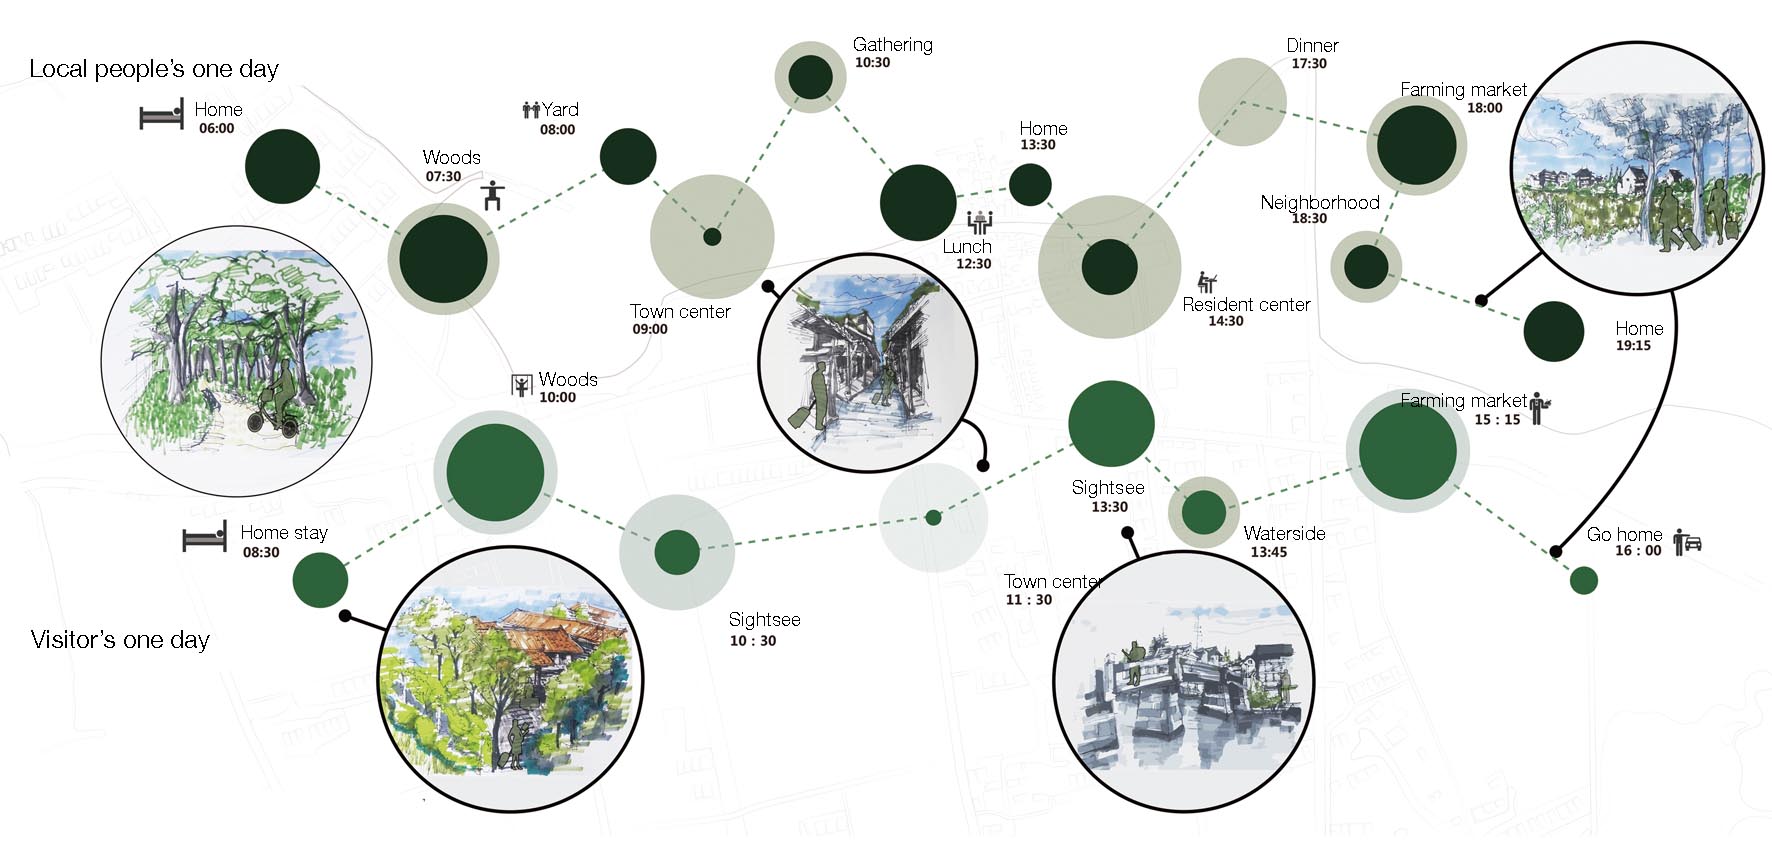 Local people's one day
Home
06:00
Woods
07:30
Yard
08:00
Town center
09:00
Gathering
10:30
Lunch
12:30
Home
13:30
Resident center
14:30
Dinner
17:30
Farming market
18:00
Neighborhood
18:30
Home
19:15
Visitor's one day
Home stay
08:30
Woods
10:00
Sightsee
10 : 30
Town center
11 : 30
Sightsee
13:30
Waterside
13:45
Farming market
15 : 15
Go home
16 : 00